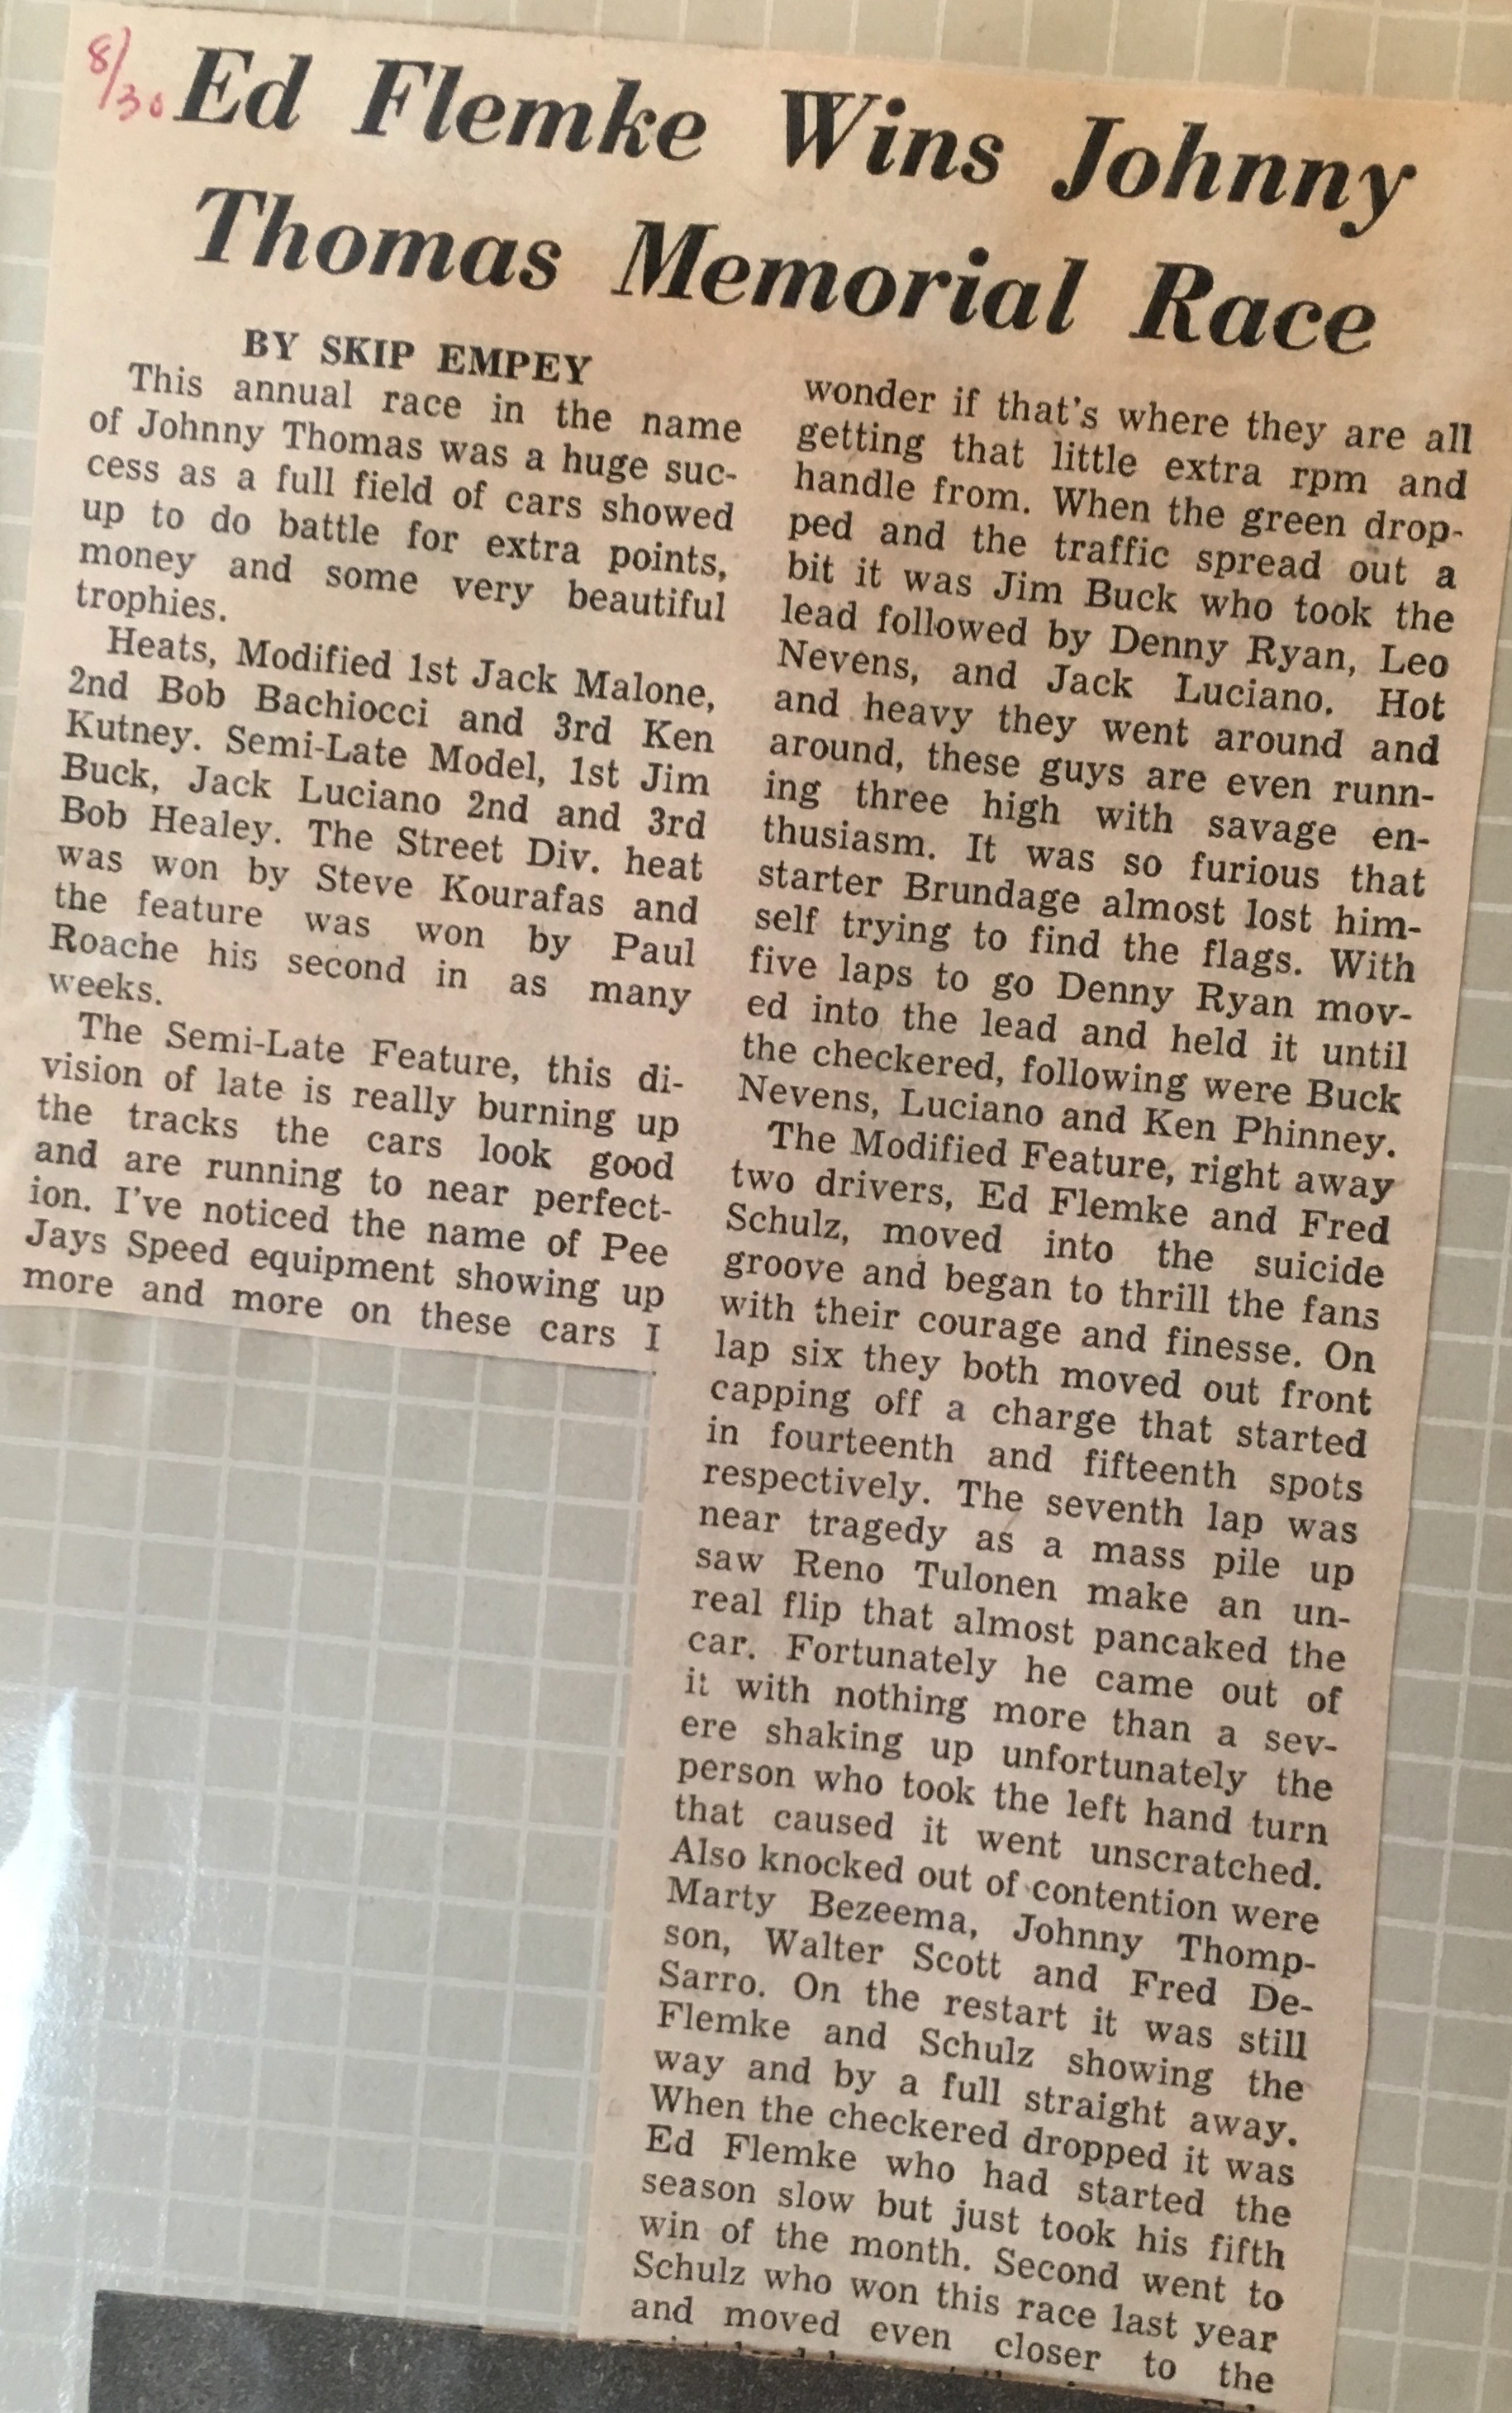 8/30
Ed Flemke Wins Johnny
Thomas Memorial Race
BY SKIP EMPEY
This annual race in the name
of Johnny Thomas was a huge suc-
cess as a full field of cars showed
up to do battle for extra points,
money and some very beautiful
trophies.
Heats, Modified 1st Jack Malone,
2nd Bob Bachiocci and 3rd Ken
Kutney. Semi-Late Model, 1st Jim
Buck, Jack Luciano 2nd and 3rd
Bob Healey. The Street Div. heat
was won by Steve Kourafas and
the feature was won by Paul
Roache his second in as many
weeks.
The Semi-Late Feature, this di-
vision of late is really burning up
the tracks the cars look good
and are running to near perfect-
ion. I've noticed the name of Pee
Jays Speed equipment showing up
more and more on these cars I
wonder if that's where they are all
getting that little extra rpm and
handle from. When the green drop-
ped and the traffic spread out a
bit it was Jim Buck who took the
lead followed by Denny Ryan, Leo
Nevens, and Jack Luciano. Hot
and heavy they went around and
around, these guys are even runn-
ing three high with savage en-
thusiasm. It was so furious that
starter Brundage almost lost him-
self trying to find the flags. With
five laps to go Denny Ryan mov-
ed into the lead and held it until
the checkered, following were Buck
Nevens, Luciano and Ken Phinney.
The Modified Feature, right away
two drivers, Ed Flemke and Fred
Schulz, moved into the suicide
groove and began to thrill the fans
with their courage and finesse. On
lap six they both moved out front
capping off a charge that started
in fourteenth and fifteenth spots
respectively. The seventh lap was
near tragedy as a mass pile up
saw Reno Tulonen make an un-
real flip that almost pancaked the
car. Fortunately he came out of
it with nothing more than a sev-
ere shaking up unfortunately the
person who took the left hand turn
that caused it went unscratched.
Also knocked out of contention were
Marty Bezeema, Johnny Thomp-
son, Walter Scott and Fred De-
Sarro. On the restart it was still
Flemke and Schulz showing the
way and by a full straight away.
When the checkered dropped it was
Ed Flemke who had started the
season slow but just took his fifth
win of the month. Second went to
Schulz who won this race last year
and moved even closer to the